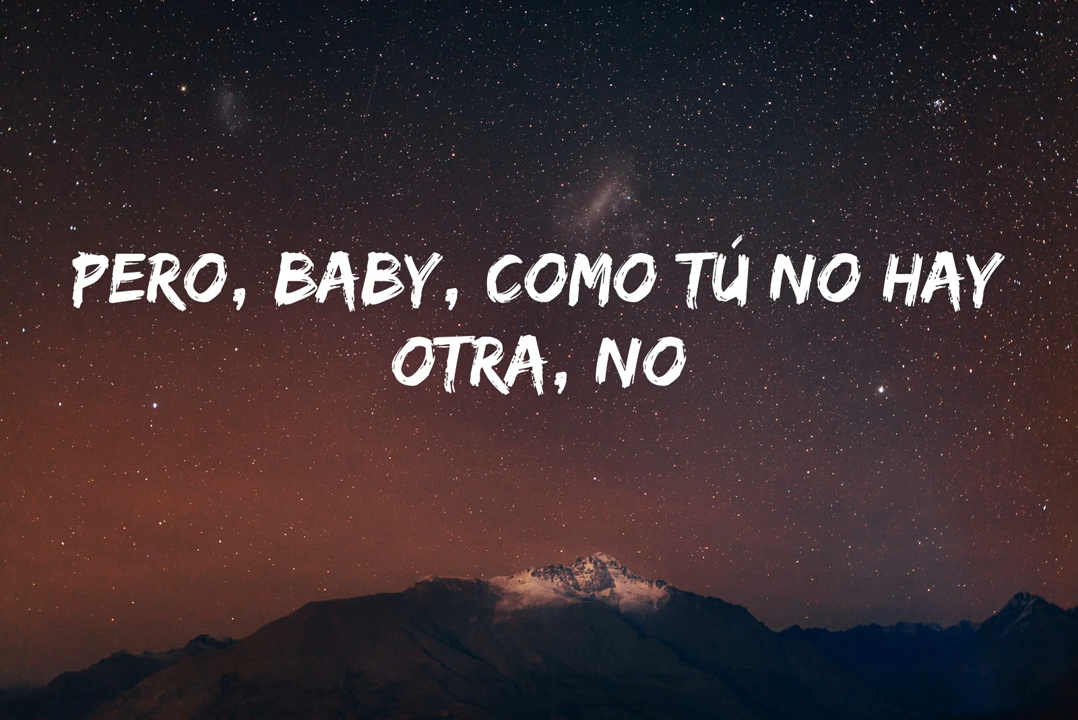 PERO, BABY, COMO TÚ NO HAY
OTRA, NO